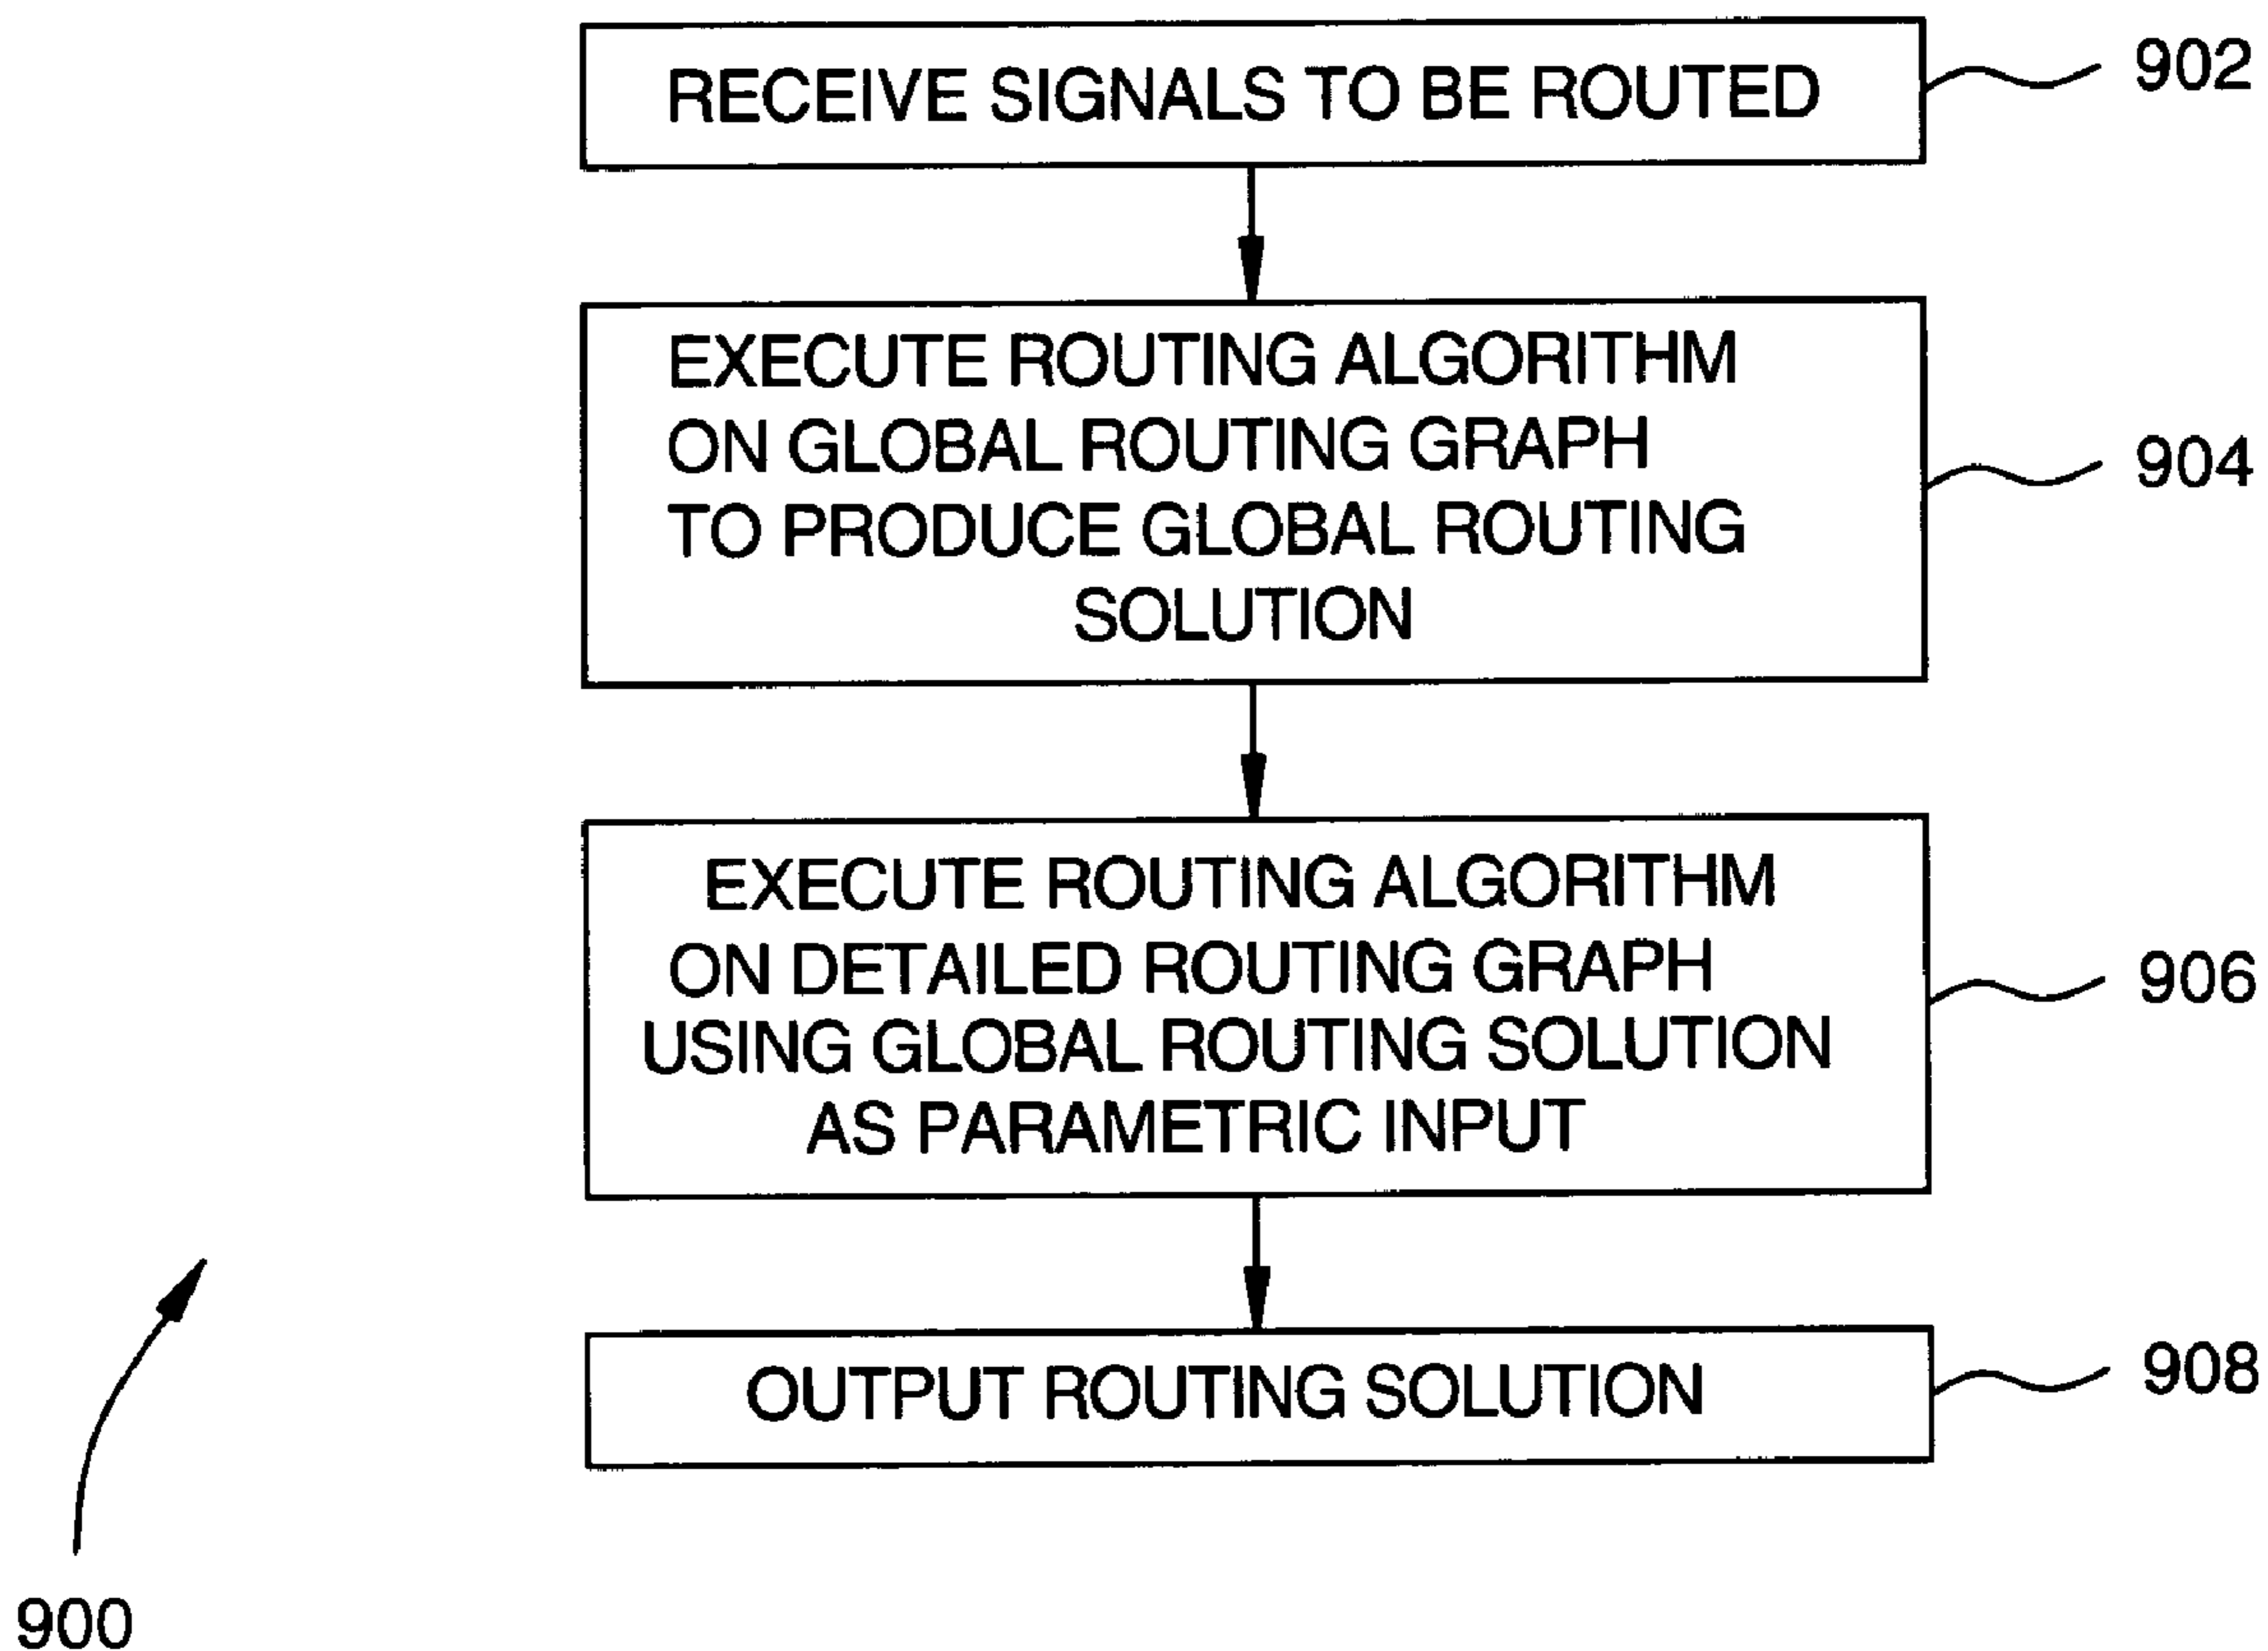 RECEIVE SIGNALS TO BE ROUTED
902
EXECUTE ROUTING ALGORITHM
ON GLOBAL ROUTING GRAPH
TO PRODUCE GLOBAL ROUTING
SOLUTION
904
EXECUTE ROUTING ALGORITHM
ON DETAILED ROUTING GRAPH
USING GLOBAL ROUTING SOLUTION
AS PARAMETRIC INPUT
906
OUTPUT ROUTING SOLUTION
908
900